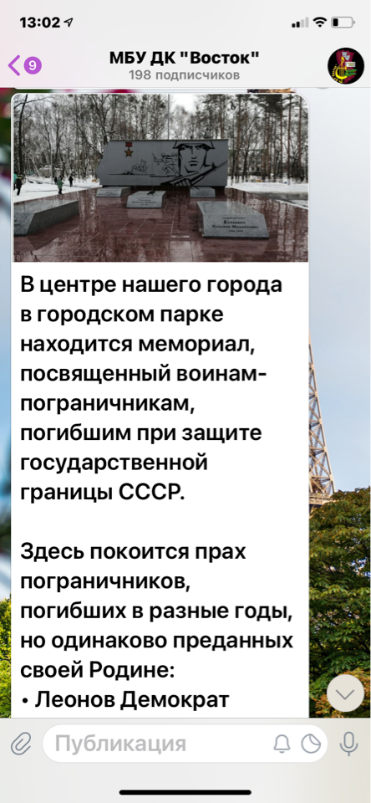 13:02
9
МБУ ДК "Восток"
198 подписчиков
В центре нашего города
в городском парке
находится мемориал,
посвященный воинам-
пограничникам,
погибшим при защите
государственной
границы СССР.
Здесь покоится прах
пограничников,
погибших в разные годы,
но одинаково преданных
своей Родине:
• Леонов Демократ
Публикация